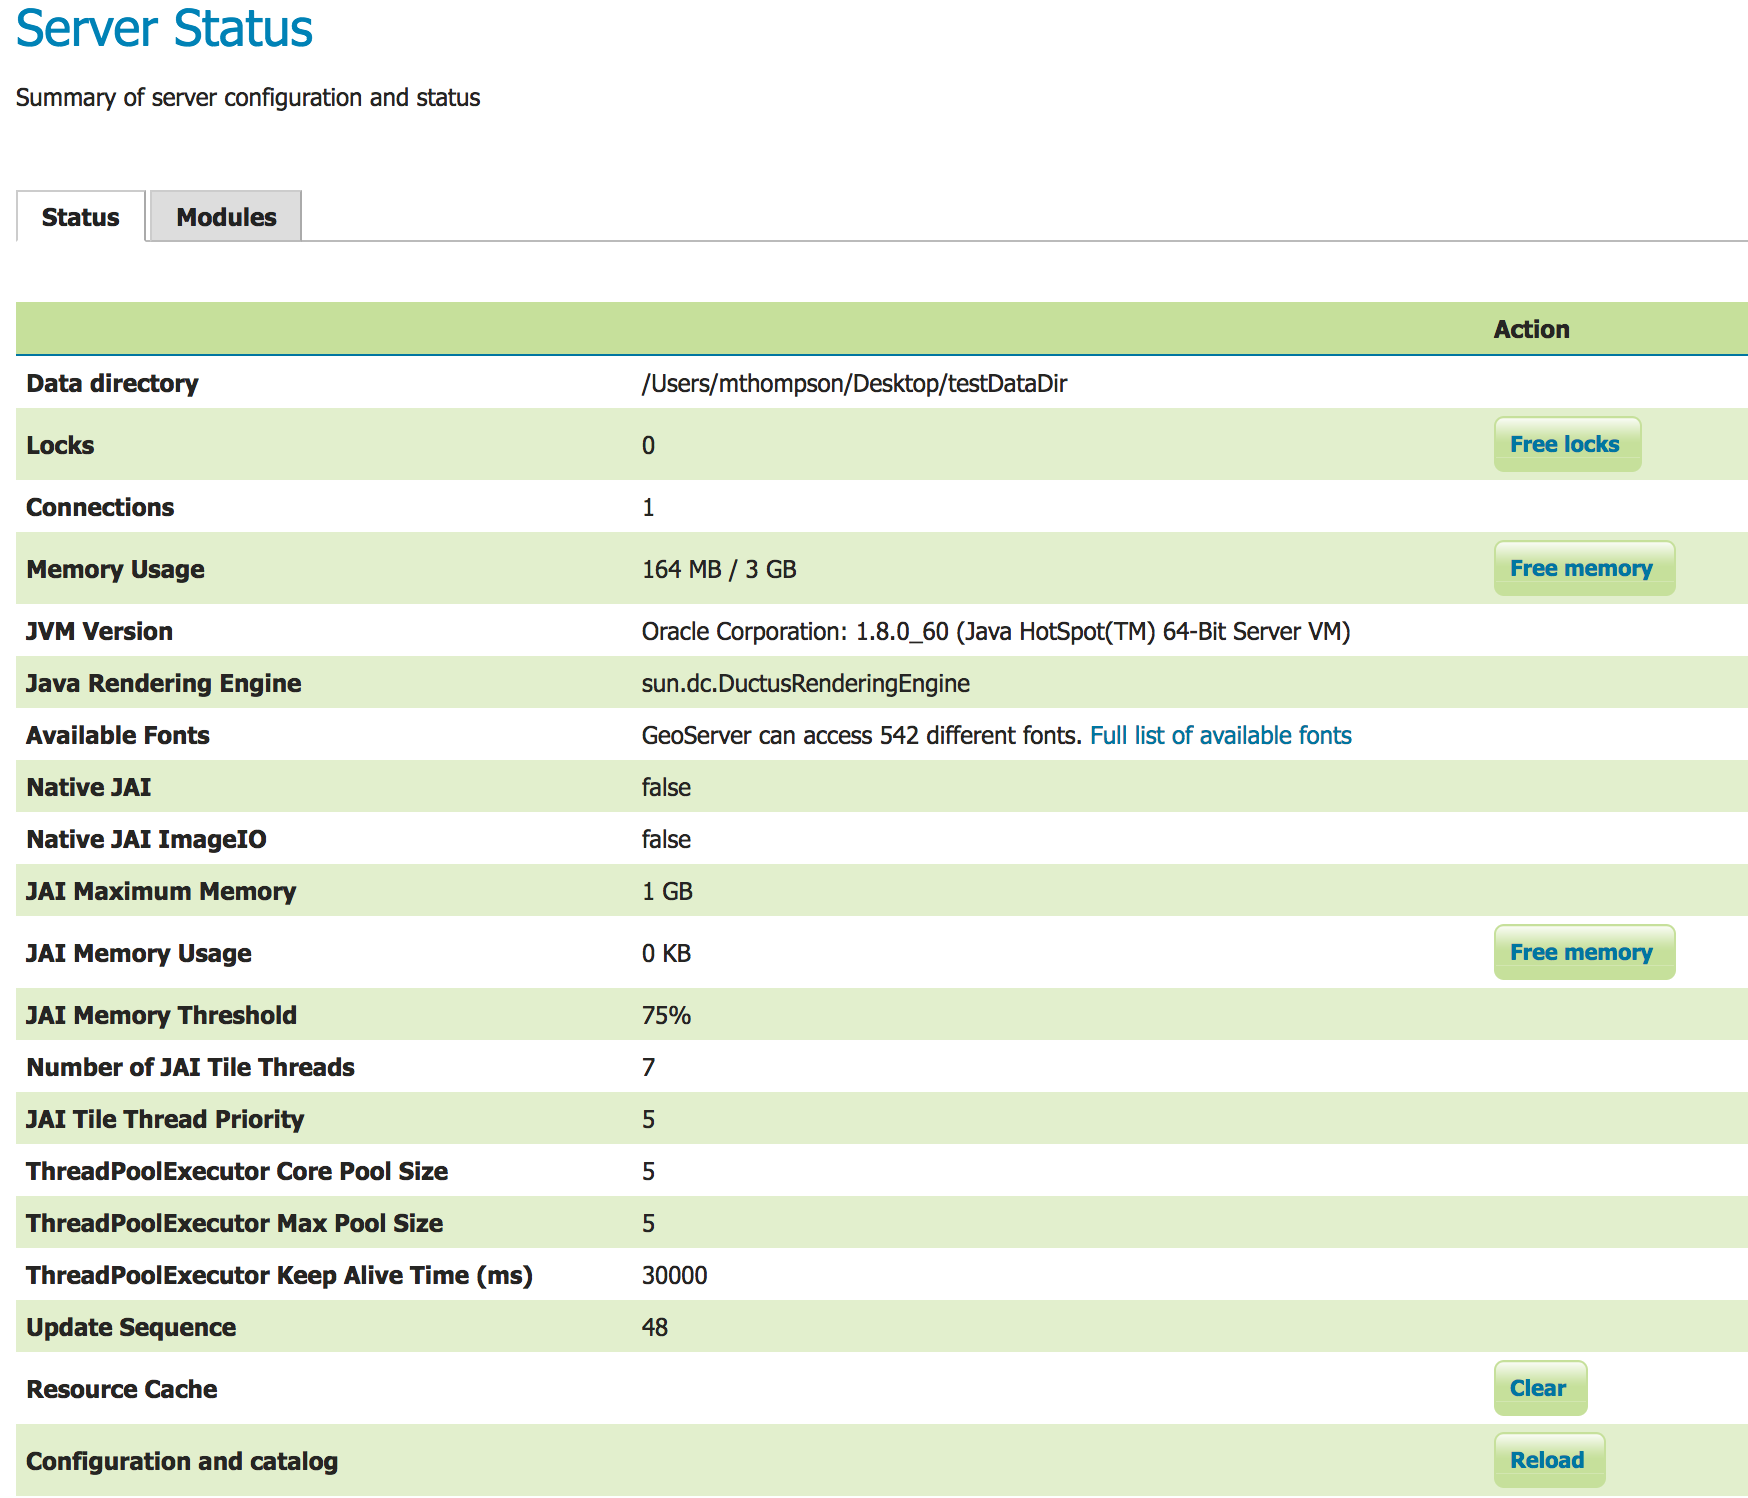 Server Status
Summary of server configuration and status
Status Modules
Action
Data directory /Users/mthompson/Desktop/testDataDir
Locks 0 Free locks
Connections 1
Memory Usage 164 MB / 3 GB Free memory
JVM Version Oracle Corporation: 1.8.0_60 (Java HotSpot(TM) 64-Bit Server VM)
Java Rendering Engine sun.dc.DuctusRenderingEngine
Available Fonts GeoServer can access 542 different fonts. Full list of available fonts
Native JAI false
Native JAI ImageIO false
JAI Maximum Memory 1 GB
JAI Memory Usage 0 KB Free memory
JAI Memory Threshold 75%
Number of JAI Tile Threads 7
JAI Tile Thread Priority 5
ThreadPoolExecutor Core Pool Size 5
ThreadPoolExecutor Max Pool Size 5
ThreadPoolExecutor Keep Alive Time (ms) 30000
Update Sequence 48
Resource Cache Clear
Configuration and catalog Reload